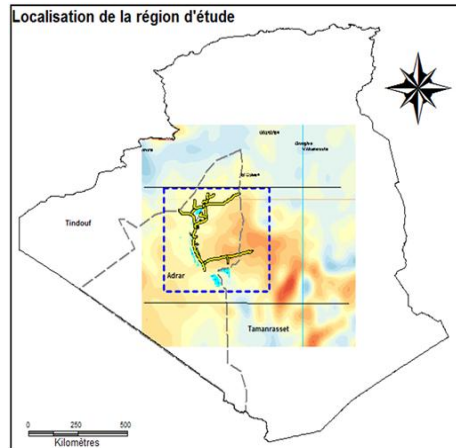 Localisation de la région d'étude
Tindouf
Adrar
Tamanrasset
0 250 500
Kilomètres